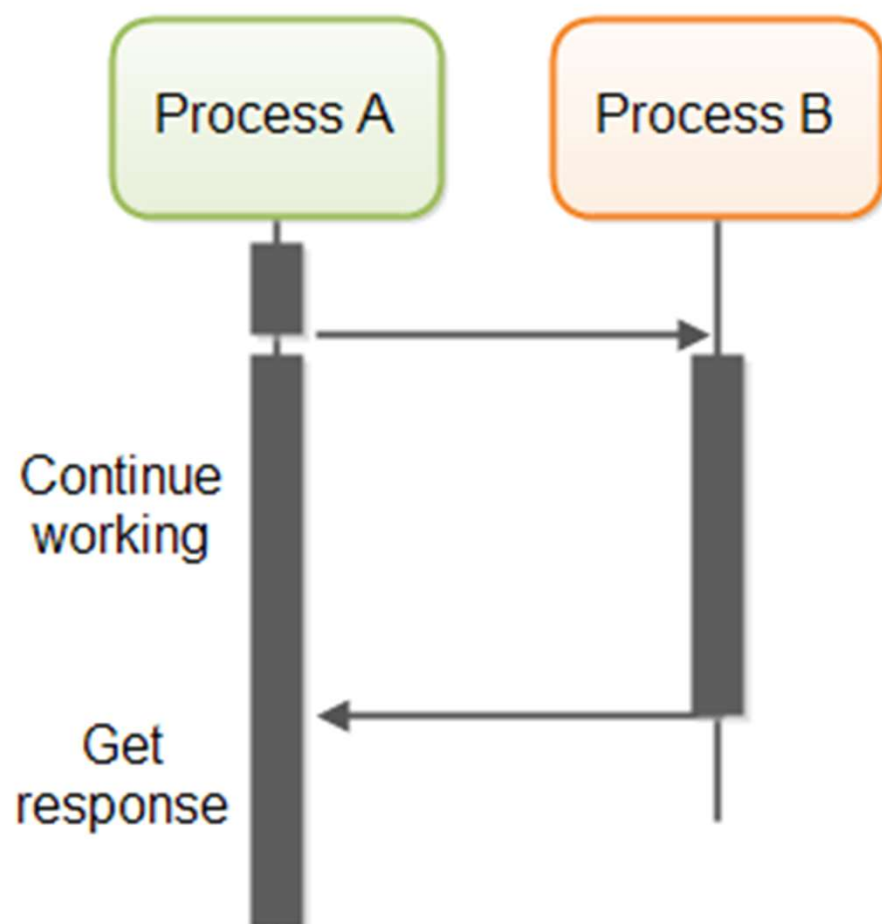 Process A
Process B
Continue
working
Get
response